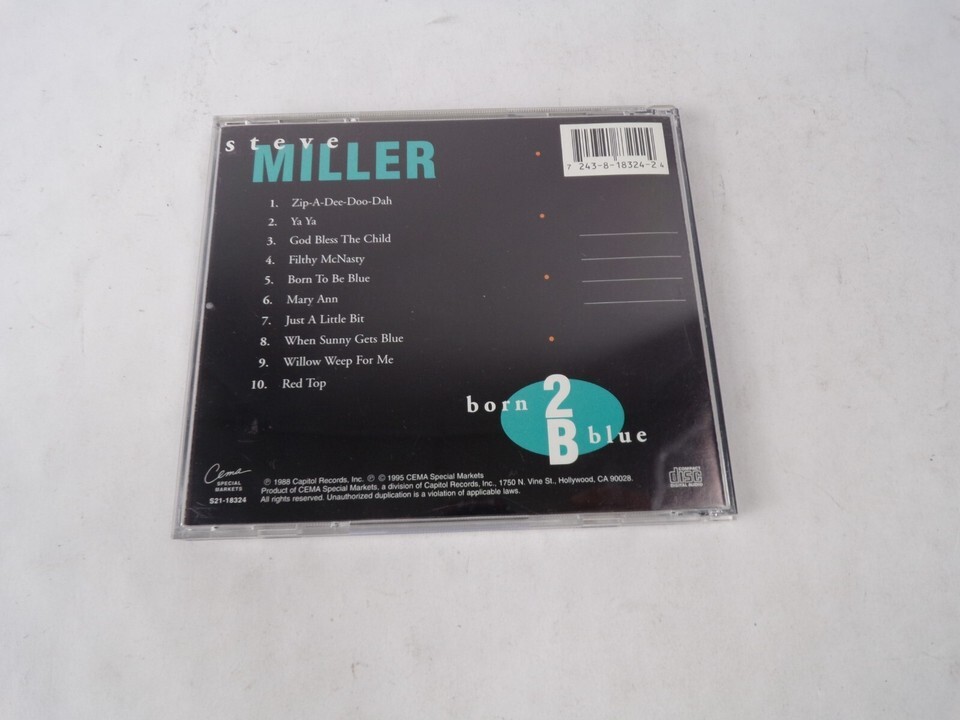 steve
MILLER
7 243-8-18324-2 4
1. Zip-A-Dee-Doo-Dah
2. Ya Ya
3. God Bless The Child
4. Filthy McNasty
5. Born To Be Blue
6. Mary Ann
7. Just A Little Bit
8. When Sunny Gets Blue
9. Willow Weep For Me
10. Red Top
born 2 B blue
Cema
SPECIAL
MARKETS
S21-18324
℗ 1988 Capitol Records, Inc., ℗ © 1995 CEMA Special Markets
Product of CEMA Special Markets, a division of Capitol Records, Inc., 1750 N. Vine St., Hollywood, CA 90028.
All rights reserved. Unauthorized duplication is a violation of applicable laws.
COMPACT
disc
DIGITAL AUDIO